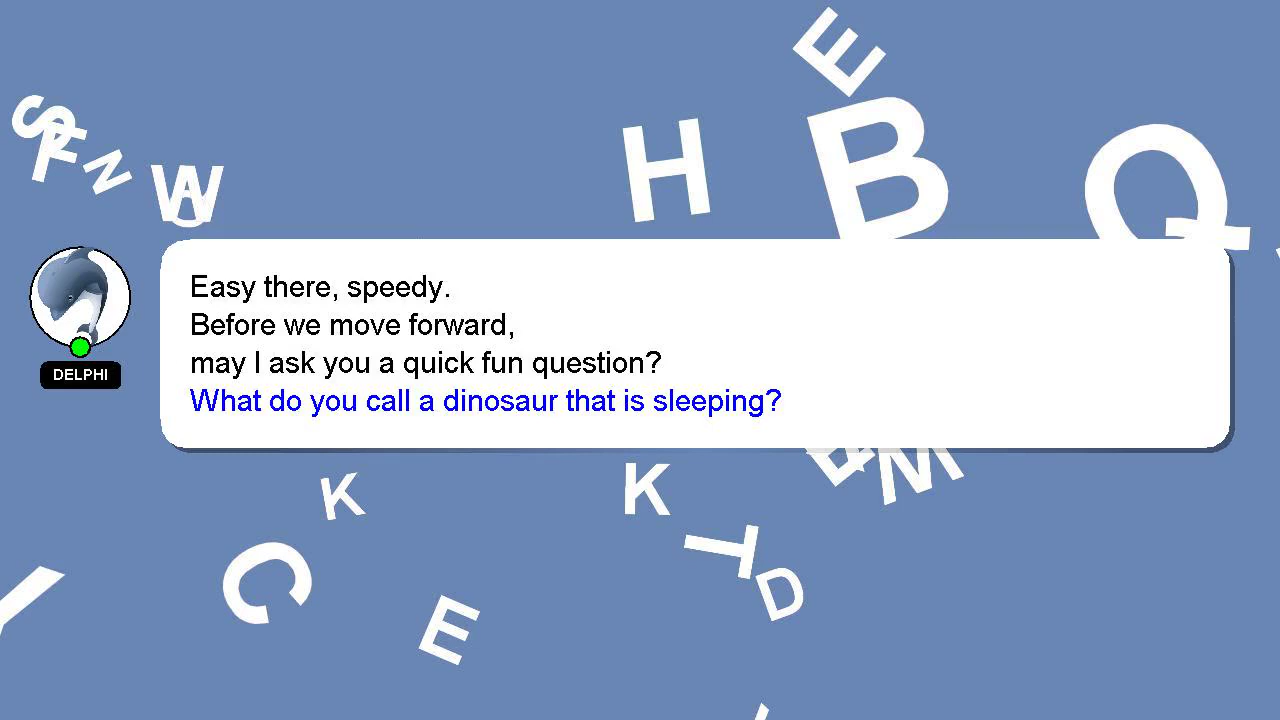 E
S
F
N
W
H
B
Q
Easy there, speedy.
Before we move forward,
may I ask you a quick fun question?
What do you call a dinosaur that is sleeping?
DELPHI
K
K
M
T
D
C
E